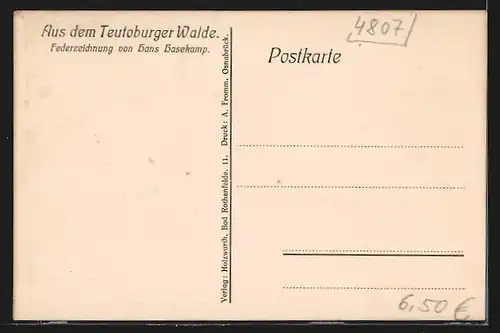 Aus dem Teutoburger Walde.
Federzeichnung von Hans Hasekamp.
Verlag: Holzwarth, Bad Rothenfelde. 11. Druck: A. Fromm, Osnabrück.
4807
Postkarte
6,50 €